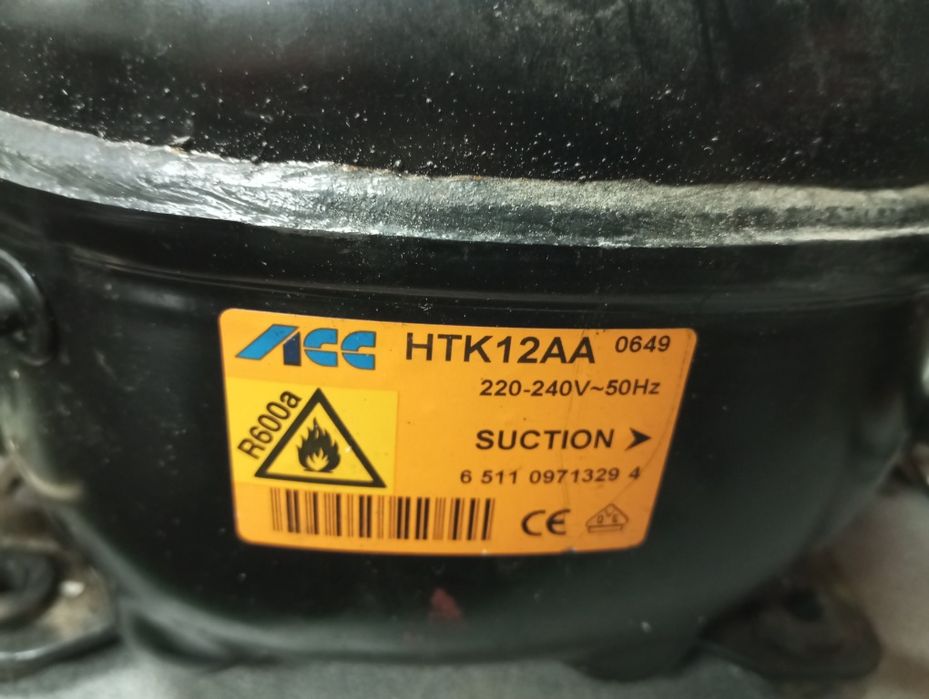 ACC HTK12AA 0649
220-240V~50Hz
R600a
SUCTION
6 511 0971329 4
CE